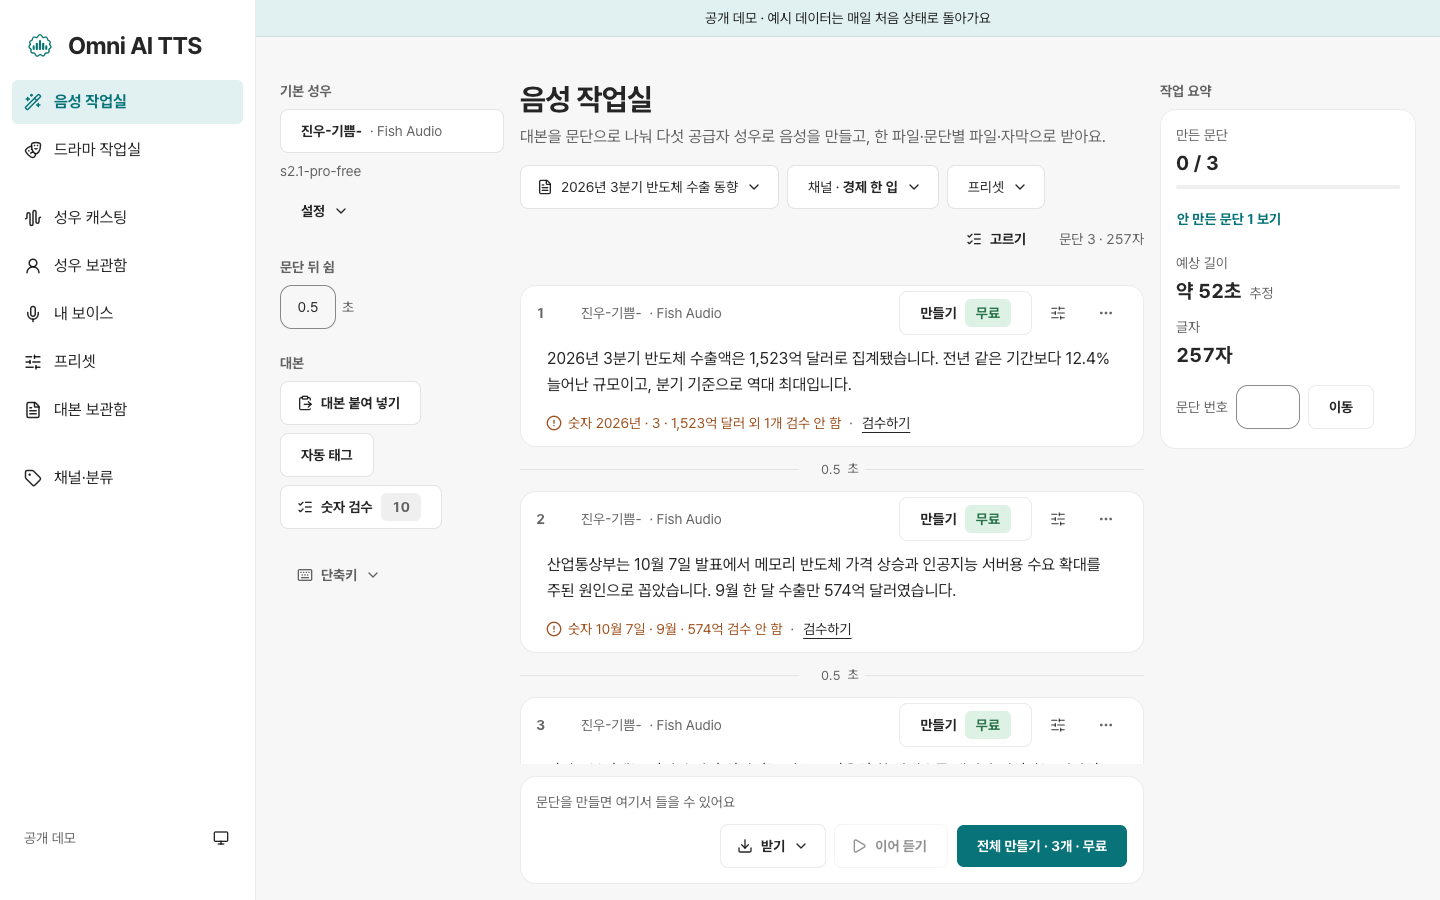 공개 데모 · 예시 데이터는 매일 처음 상태로 돌아가요
Omni AI TTS
음성 작업실
드라마 작업실
성우 캐스팅
성우 보관함
내 보이스
프리셋
대본 보관함
채널·분류
공개 데모
기본 성우
진우-기쁨- · Fish Audio
s2.1-pro-free
설정
문단 뒤 쉼
0.5 초
대본
대본 붙여 넣기
자동 태그
숫자 검수 10
단축키
음성 작업실
대본을 문단으로 나눠 다섯 공급자 성우로 음성을 만들고, 한 파일·문단별 파일·자막으로 받아요.
2026년 3분기 반도체 수출 동향
채널 · 경제 한 입
프리셋
고르기
문단 3 · 257자
1 진우-기쁨- · Fish Audio 만들기 무료
2026년 3분기 반도체 수출액은 1,523억 달러로 집계됐습니다. 전년 같은 기간보다 12.4%
늘어난 규모이고, 분기 기준으로 역대 최대입니다.
숫자 2026년 · 3 · 1,523억 달러 외 1개 검수 안 함 · 검수하기
0.5 초
2 진우-기쁨- · Fish Audio 만들기 무료
산업통상부는 10월 7일 발표에서 메모리 반도체 가격 상승과 인공지능 서버용 수요 확대를
주된 원인으로 꼽았습니다. 9월 한 달 수출만 574억 달러였습니다.
숫자 10월 7일 · 9월 · 574억 검수 안 함 · 검수하기
0.5 초
3 진우-기쁨- · Fish Audio 만들기 무료
문단을 만들면 여기서 들을 수 있어요
받기
이어 듣기
전체 만들기 · 3개 · 무료
작업 요약
만든 문단
0 / 3
안 만든 문단 1 보기
예상 길이
약 52초 추정
글자
257자
문단 번호
이동